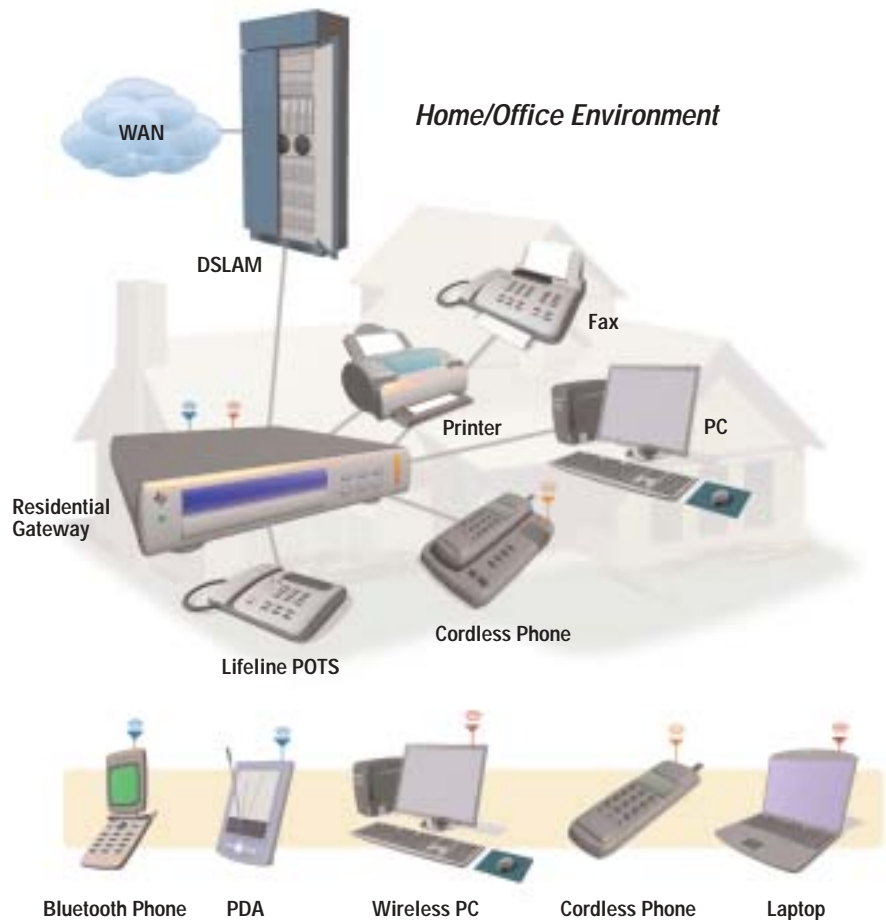 Home/Office Environment
WAN
DSLAM
Fax
Printer
PC
Residential
Gateway
Cordless Phone
Lifeline POTS
Bluetooth Phone
PDA
Wireless PC
Cordless Phone
Laptop